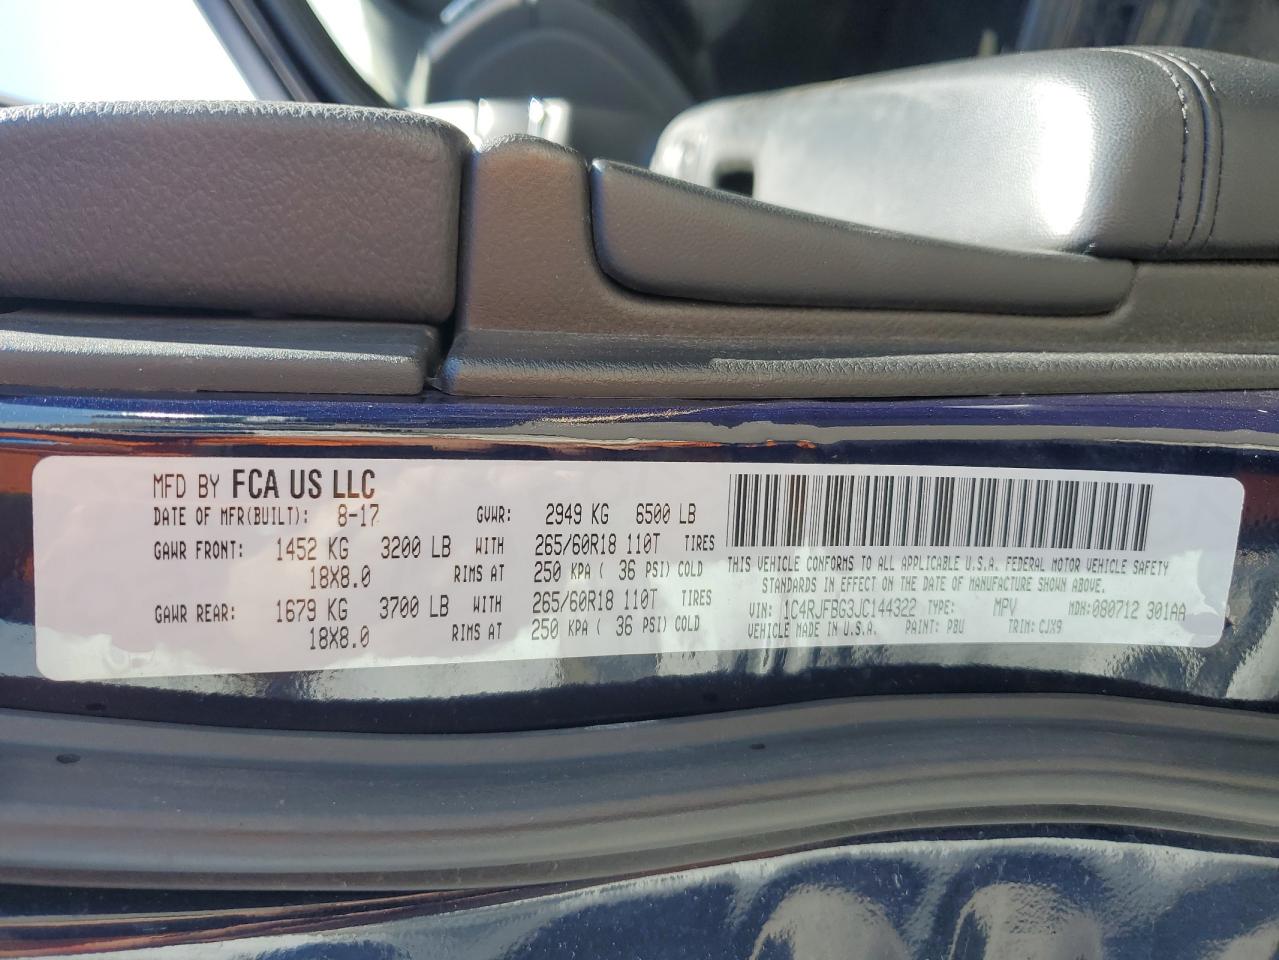 MFD BY FCA US LLC
DATE OF MFR(BUILT): 8-17 GVWR: 2949 KG 6500 LB
GAWR FRONT: 1452 KG 3200 LB WITH 265/60R18 110T TIRES
18X8.0 RIMS AT 250 KPA ( 36 PSI) COLD
GAWR REAR: 1679 KG 3700 LB WITH 265/60R18 110T TIRES
18X8.0 RIMS AT 250 KPA ( 36 PSI) COLD
THIS VEHICLE CONFORMS TO ALL APPLICABLE U.S.A. FEDERAL MOTOR VEHICLE SAFETY
STANDARDS IN EFFECT ON THE DATE OF MANUFACTURE SHOWN ABOVE.
VIN: 1C4RJFBG3JC144322 TYPE: MPV MDH:080712 301AA
VEHICLE MADE IN U.S.A. PAINT: PBU TRIM: CJX9